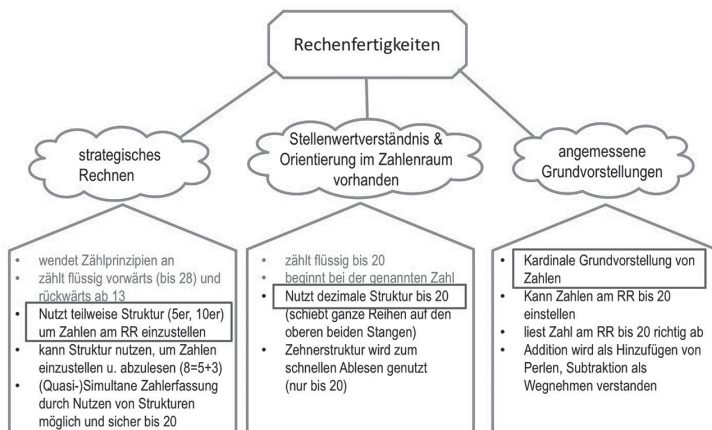 Rechenfertigkeiten
strategisches
Rechnen
Stellenwertverständnis &
Orientierung im Zahlenraum
vorhanden
angemessene
Grundvorstellungen
• wendet Zählprinzipien an
• zählt flüssig vorwärts (bis 28) und
rückwärts ab 13
• Nutzt teilweise Struktur (5er, 10er)
um Zahlen am RR einzustellen
• kann Struktur nutzen, um Zahlen
einzustellen u. abzulesen (8=5+3)
• (Quasi-)Simultane Zahlerfassung
durch Nutzen von Strukturen
möglich und sicher bis 20
• zählt flüssig bis 20
• beginnt bei der genannten Zahl
• Nutzt dezimale Struktur bis 20
(schiebt ganze Reihen auf den
oberen beiden Stangen)
• Zehnerstruktur wird zum
schnellen Ablesen genutzt
(nur bis 20)
• Kardinale Grundvorstellung von
Zahlen
• Kann Zahlen am RR bis 20
einstellen
• liest Zahl am RR bis 20 richtig ab
• Addition wird als Hinzufügen von
Perlen, Subtraktion als
Wegnehmen verstanden